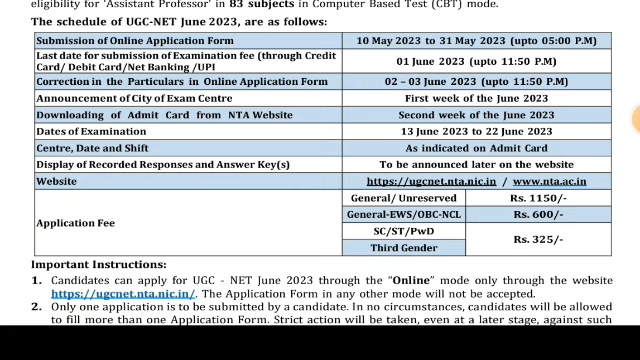 eligibility for 'Assistant Professor' in 83 subjects in Computer Based Test (CBT) mode.
The schedule of UGC-NET June 2023, are as follows:
Submission of Online Application Form 10 May 2023 to 31 May 2023 (upto 05:00 P.M)
Last date for submission of Examination fee (through Credit
Card/ Debit Card/Net Banking /UPI 01 June 2023 (upto 11:50 P.M)
Correction in the Particulars in Online Application Form 02 – 03 June 2023 (upto 11:50 P.M)
Announcement of City of Exam Centre First week of the June 2023
Downloading of Admit Card from NTA Website Second week of the June 2023
Dates of Examination 13 June 2023 to 22 June 2023
Centre, Date and Shift As indicated on Admit Card
Display of Recorded Responses and Answer Key(s) To be announced later on the website
Website https://ugcnet.nta.nic.in / www.nta.ac.in
Application Fee
General/ Unreserved Rs. 1150/-
General-EWS/OBC-NCL Rs. 600/-
SC/ST/PwD
Third Gender
Rs. 325/-
Important Instructions:
1. Candidates can apply for UGC - NET June 2023 through the "Online" mode only through the website
https://ugcnet.nta.nic.in/. The Application Form in any other mode will not be accepted.
2. Only one application is to be submitted by a candidate. In no circumstances, candidates will be allowed
to fill more than one Application Form. Strict action will be taken, even at a later stage, against such